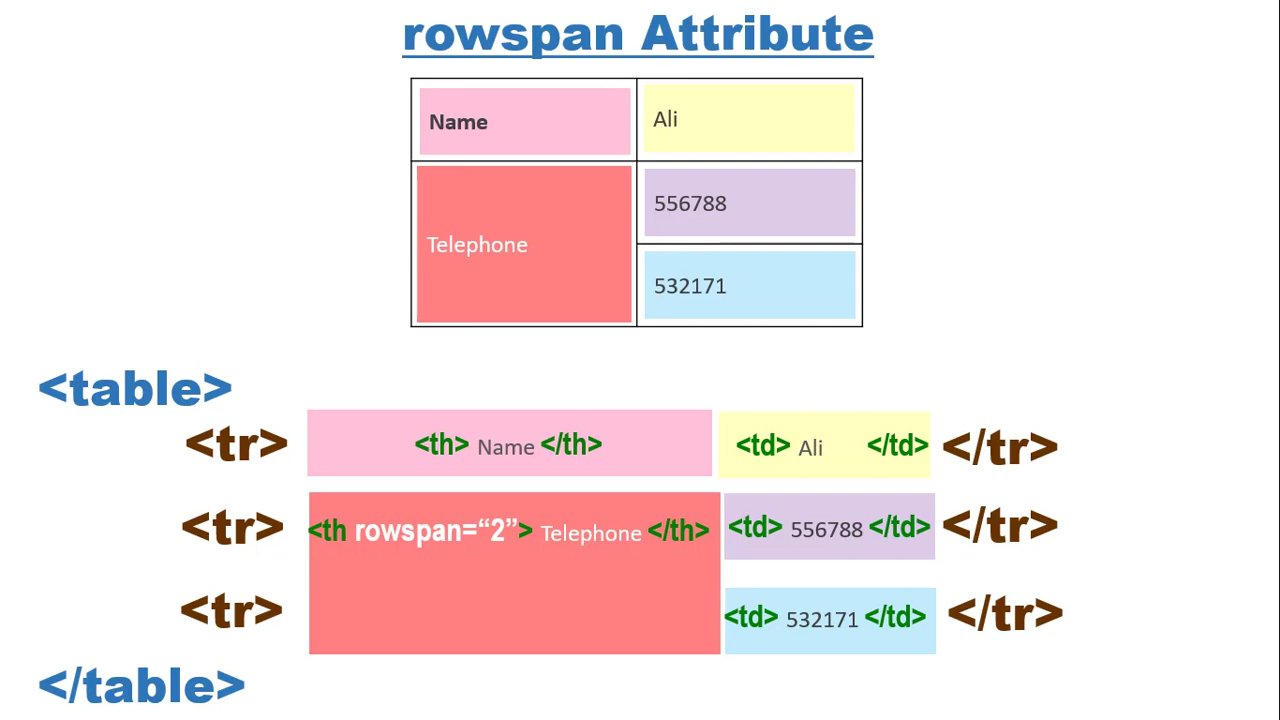 rowspan Attribute
Name Ali
Telephone 556788
532171
<table>
<tr> <th> Name </th> <td> Ali </td> </tr>
<tr> <th rowspan=“2”> Telephone </th> <td> 556788 </td> </tr>
<tr> <td> 532171 </td> </tr>
</table>